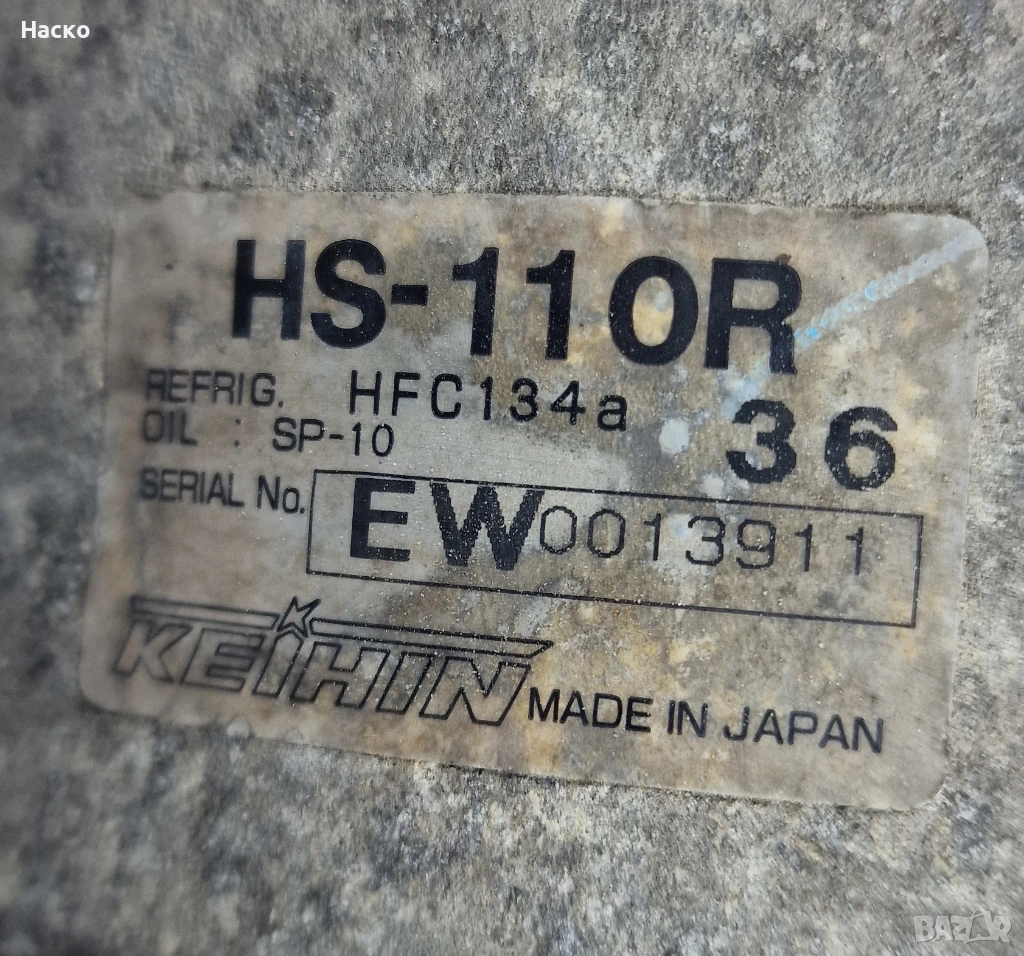 Наско
HS-110R
REFRIG. HFC134a 36
OIL : SP-10
SERIAL No. EW0013911
KEIHIN MADE IN JAPAN
BAZAR